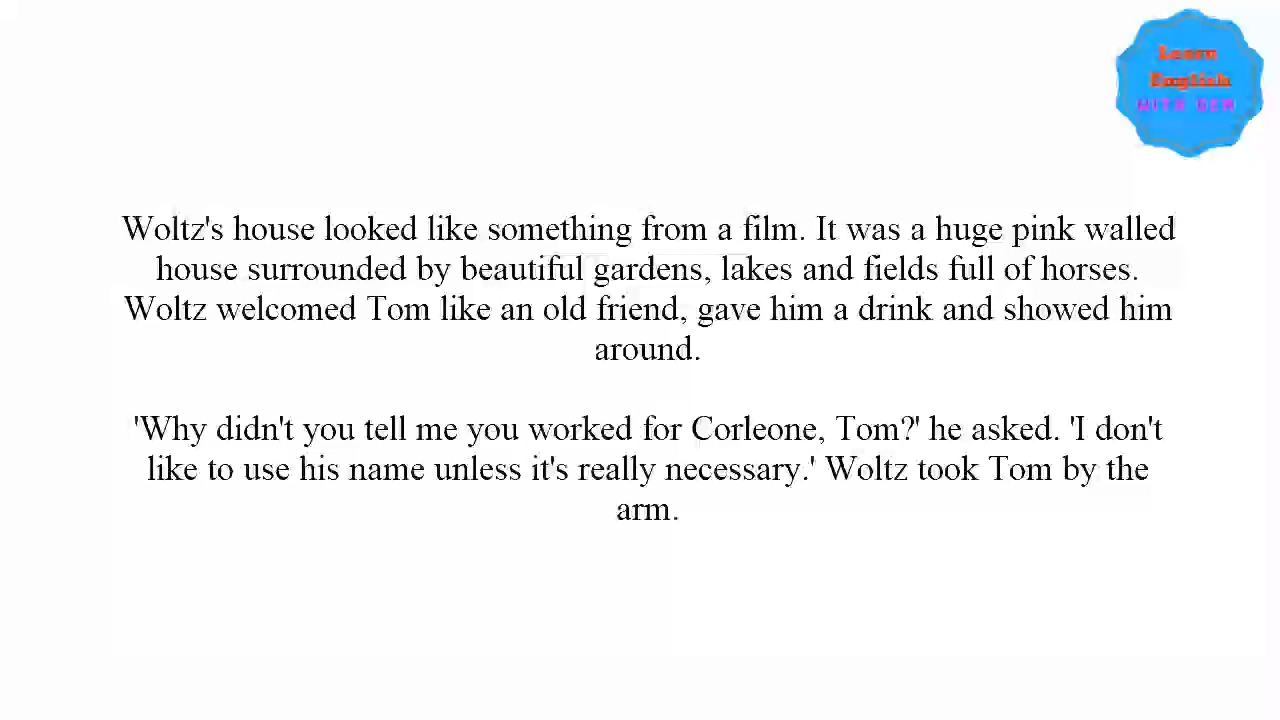 Learn
English
WITH GEM
Woltz's house looked like something from a film. It was a huge pink walled
house surrounded by beautiful gardens, lakes and fields full of horses.
Woltz welcomed Tom like an old friend, gave him a drink and showed him
around.
'Why didn't you tell me you worked for Corleone, Tom?' he asked. 'I don't
like to use his name unless it's really necessary.' Woltz took Tom by the
arm.